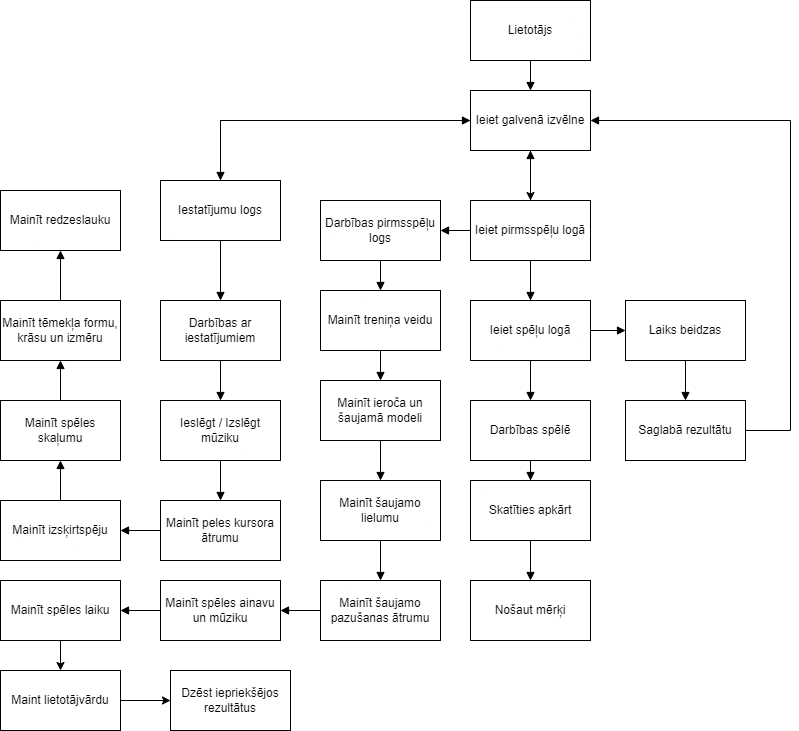 Lietotājs
Ieiet galvenā izvēlne
Iestatījumu logs
Mainīt redzeslauku
Darbības pirmsspēļu
logs
Ieiet pirmsspēļu logā
Mainīt tēmekļa formu,
krāsu un izmēru
Darbības ar
iestatījumiem
Mainīt treniņa veidu
Ieiet spēļu logā
Laiks beidzas
Mainīt spēles
skaļumu
Ieslēgt / Izslēgt
mūziku
Mainīt ieroča un
šaujamā modeli
Darbības spēlē
Saglabā rezultātu
Mainīt izsķirtspēju
Mainīt peles kursora
ātrumu
Mainīt šaujamo
lielumu
Skatīties apkārt
Mainīt spēles laiku
Mainīt spēles ainavu
un mūziku
Mainīt šaujamo
pazušanas ātrumu
Nošaut mērķi
Maint lietotājvārdu
Dzēst iepriekšējos
rezultātus